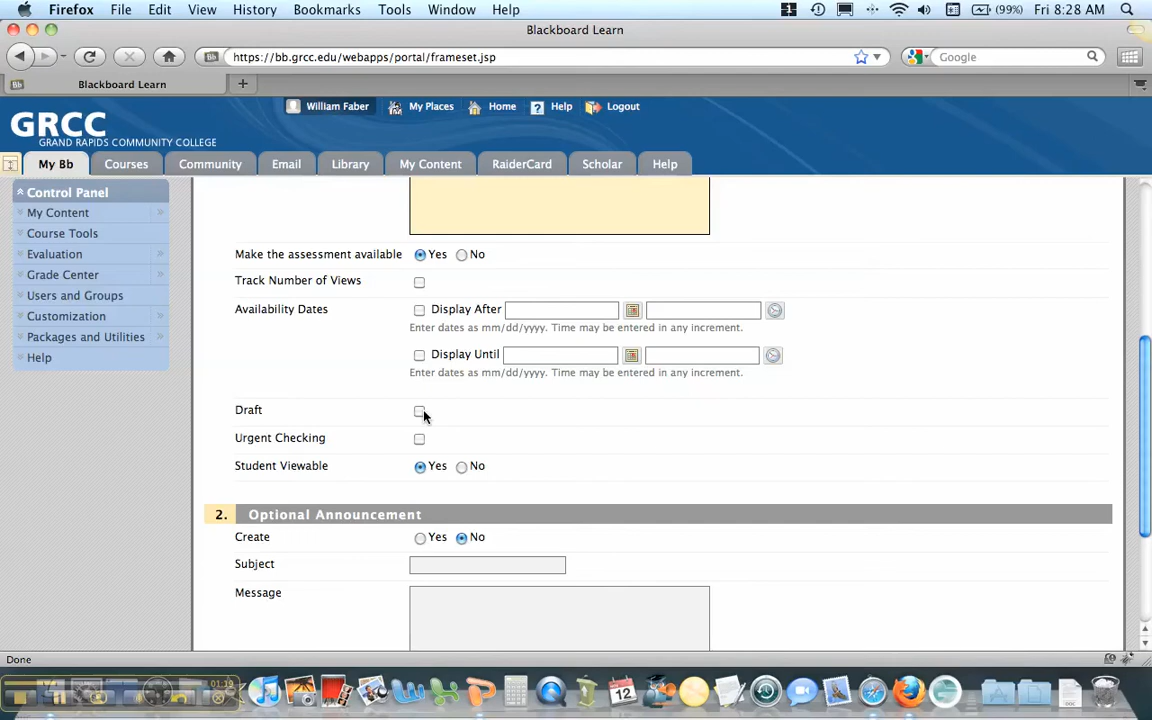 Firefox File Edit View History Bookmarks Tools Window Help 1 (99%) Fri 8:28 AM
Blackboard Learn
Bb https://bb.grcc.edu/webapps/portal/frameset.jsp Google
Bb Blackboard Learn +
William Faber My Places Home ? Help Logout
GRCC
GRAND RAPIDS COMMUNITY COLLEGE
My Bb Courses Community Email Library My Content RaiderCard Scholar Help
Control Panel
My Content
Course Tools
Evaluation
Grade Center
Users and Groups
Customization
Packages and Utilities
Help
Make the assessment available Yes No
Track Number of Views
Availability Dates Display After
Enter dates as mm/dd/yyyy. Time may be entered in any increment.
Display Until
Enter dates as mm/dd/yyyy. Time may be entered in any increment.
Draft
Urgent Checking
Student Viewable Yes No
2. Optional Announcement
Create Yes No
Subject
Message
Done
01:19 12